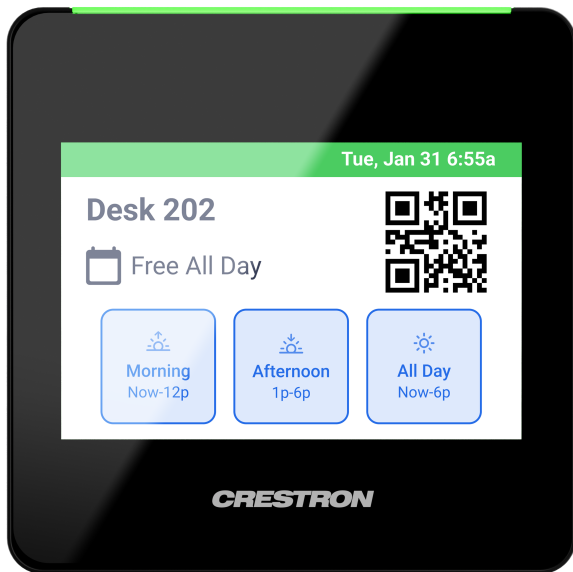 Tue, Jan 31 6:55a
Desk 202
Free All Day
Morning
Now-12p
Afternoon
1p-6p
All Day
Now-6p
CRESTRON